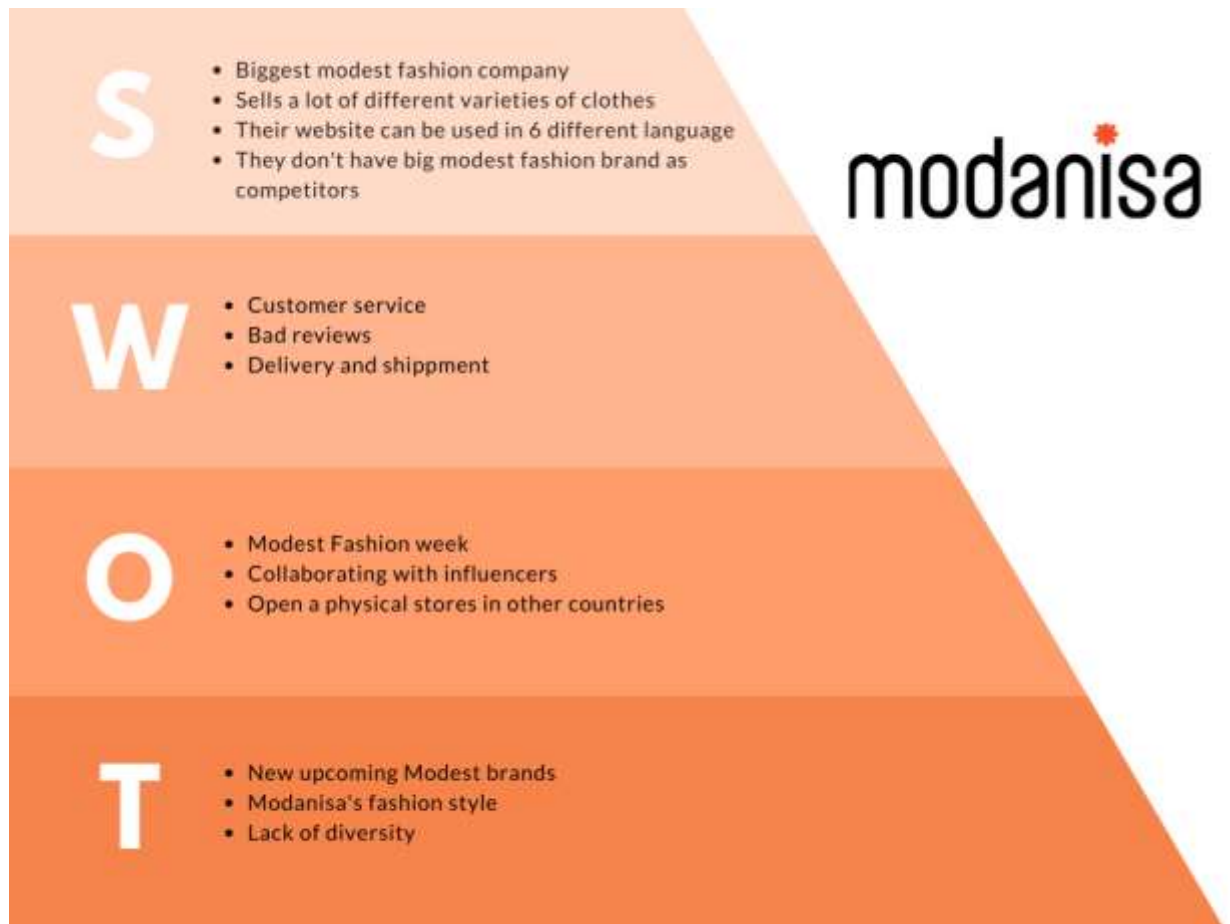 S
• Biggest modest fashion company
• Sells a lot of different varieties of clothes
• Their website can be used in 6 different language
• They don't have big modest fashion brand as
competitors
modanisa
W
• Customer service
• Bad reviews
• Delivery and shippment
O
• Modest Fashion week
• Collaborating with influencers
• Open a physical stores in other countries
T
• New upcoming Modest brands
• Modanisa's fashion style
• Lack of diversity